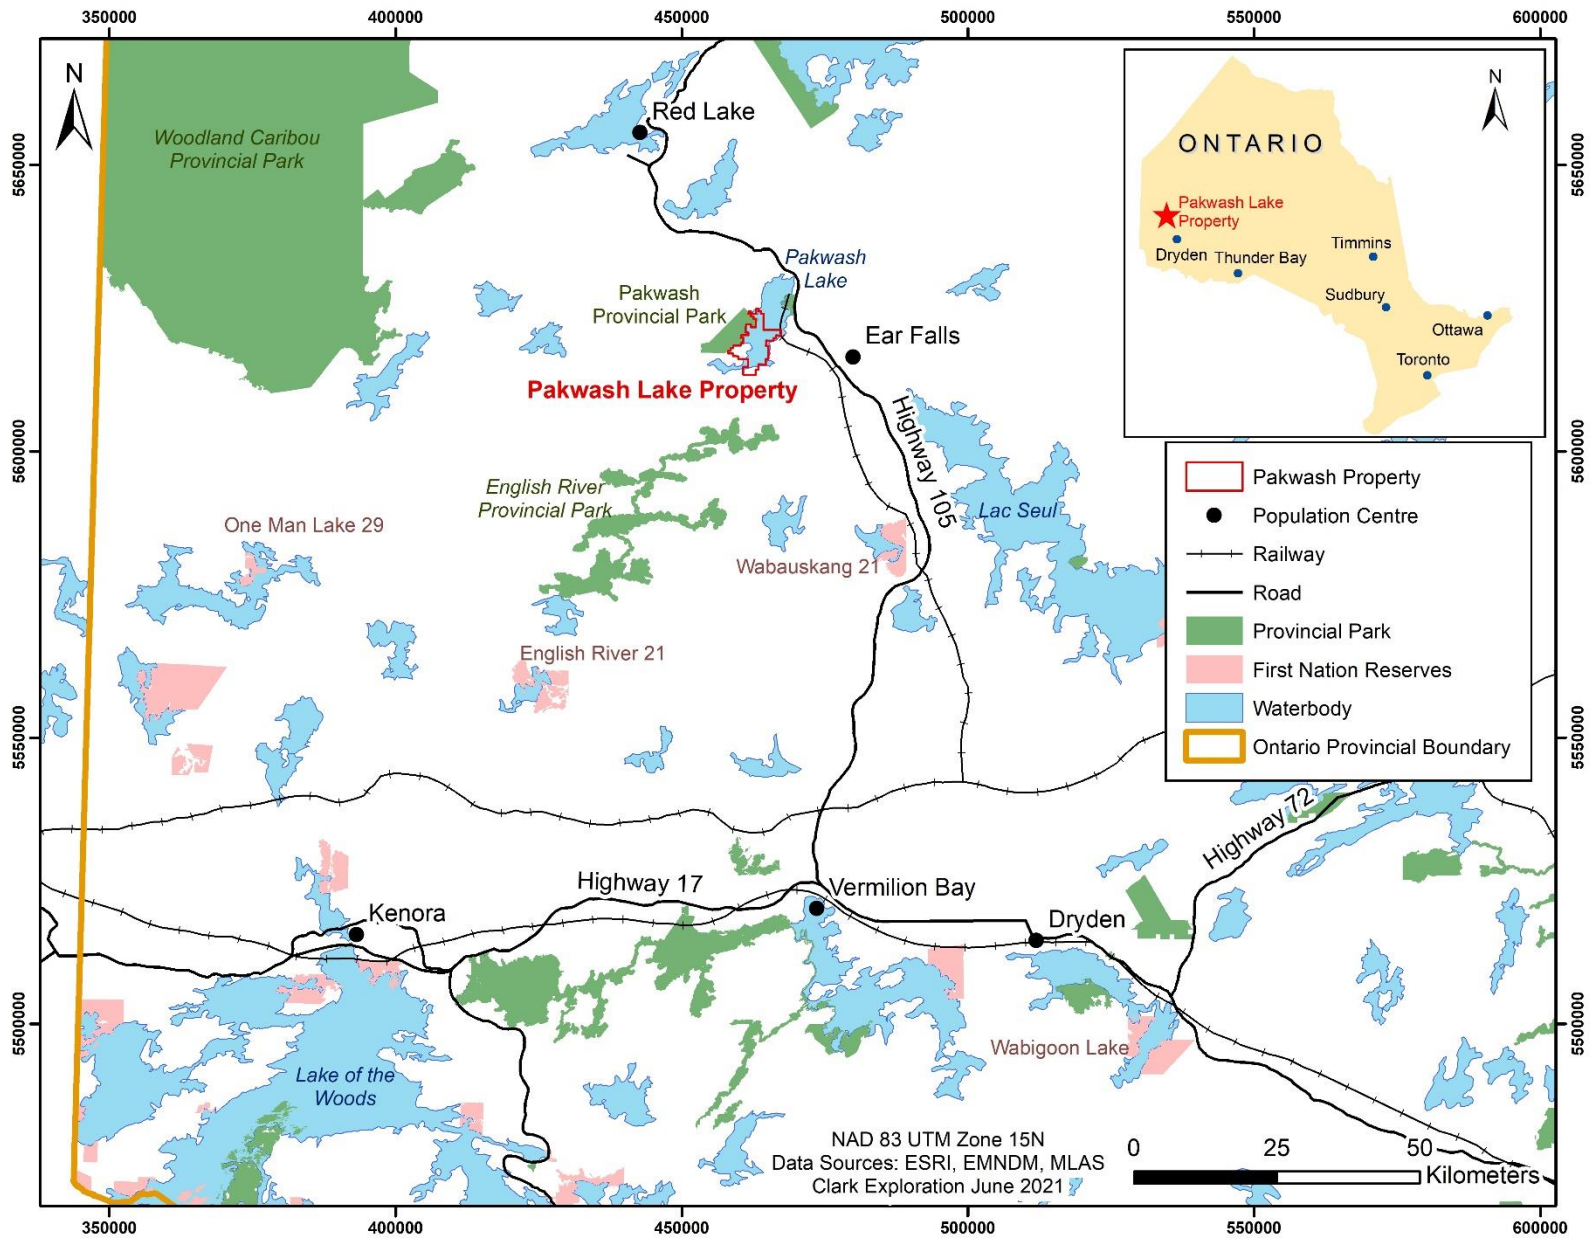 350000
400000
450000
500000
550000
600000
N
Red Lake
Woodland Caribou
Provincial Park
5650000
5650000
N
ONTARIO
Pakwash Lake
Property
Dryden
Thunder Bay
Timmins
Sudbury
Ottawa
Toronto
Pakwash
Lake
Pakwash
Provincial Park
Ear Falls
Pakwash Lake Property
Highway 105
5600000
5600000
English River
Provincial Park
Lac Seul
One Man Lake 29
Wabauskang 21
English River 21
Pakwash Property
Population Centre
Railway
Road
Provincial Park
First Nation Reserves
Waterbody
Ontario Provincial Boundary
5550000
5550000
Highway 72
Highway 17
Vermilion Bay
Kenora
Dryden
5500000
5500000
Wabigoon Lake
Lake of the
Woods
NAD 83 UTM Zone 15N
Data Sources: ESRI, EMNDM, MLAS
Clark Exploration June 2021
0
25
50
Kilometers
350000
400000
450000
500000
550000
600000